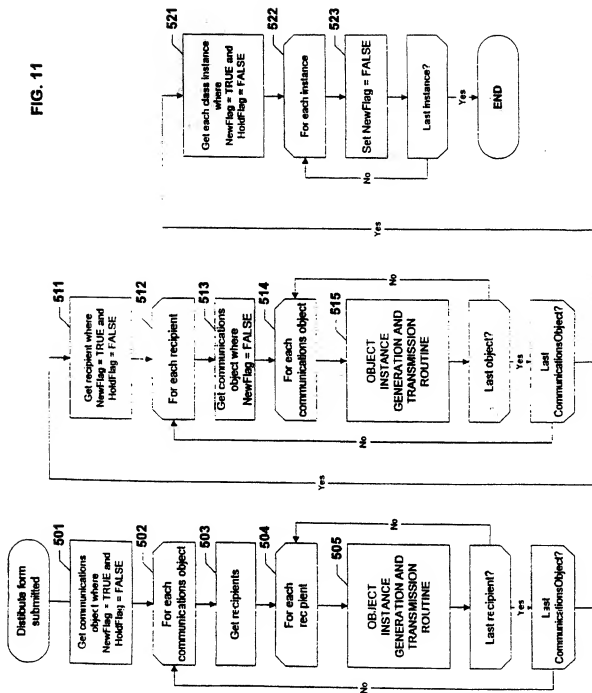 FIG. 11
Distibute form
submitted
501
Get communications
object where
NewFlag = TRUE and
HoldFlag = FALSE
502
For each
communications object
503
Get recipients
504
For each
recipient
505
OBJECT
INSTANCE
GENERATION AND
TRANSMISSION
ROUTINE
No
Last recipient?
Yes
No
Last
CommunicationsObject?
Yes
511
Get recipient where
NewFlag = TRUE and
HoldFlag = FALSE
512
For each recipient
513
Get communications
object where
NewFlag = FALSE
514
For each
communications object
515
OBJECT
INSTANCE
GENERATION AND
TRANSMISSION
ROUTINE
No
Last object?
Yes
No
Last
CommunicationsObject?
Yes
521
Get each class instance
where
NewFlag = TRUE and
HoldFlag = FALSE
522
For each instance
523
Set NewFlag = FALSE
No
Last instance?
Yes
END